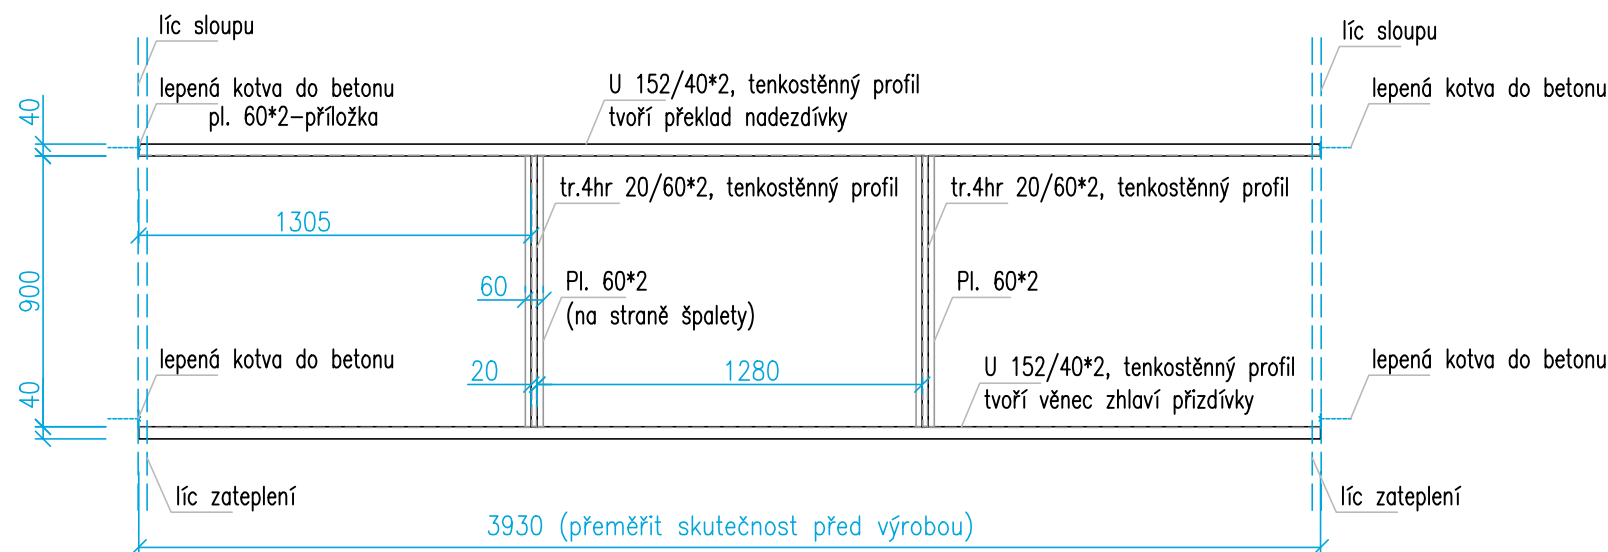 líc sloupu
líc sloupu
lepená kotva do betonu
pl. 60*2-příložka
U 152/40*2, tenkostěnný profil
tvoří překlad nadezdívky
lepená kotva do betonu
40
tr.4hr 20/60*2, tenkostěnný profil
tr.4hr 20/60*2, tenkostěnný profil
1305
900
60
Pl. 60*2
(na straně špalety)
Pl. 60*2
lepená kotva do betonu
20
1280
U 152/40*2, tenkostěnný profil
tvoří věnec zhlaví přizdívky
lepená kotva do betonu
40
líc zateplení
líc zateplení
3930 (přeměřit skutečnost před výrobou)